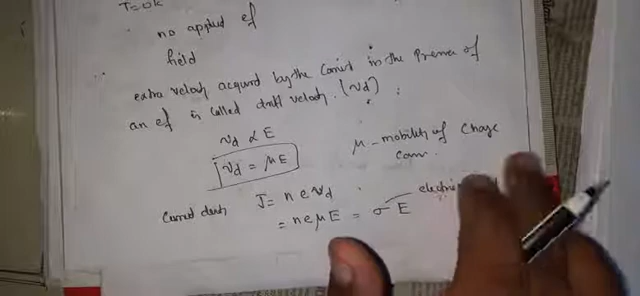 T=0K
no applied ef
field
extra velocity acquired by the carrier in the presence of
an ef is called drift velocity. (vd)
vd ∝ E
vd = μE
μ - mobility of charge
carr.
Current density J = n e vd
= n e μ E = σ E